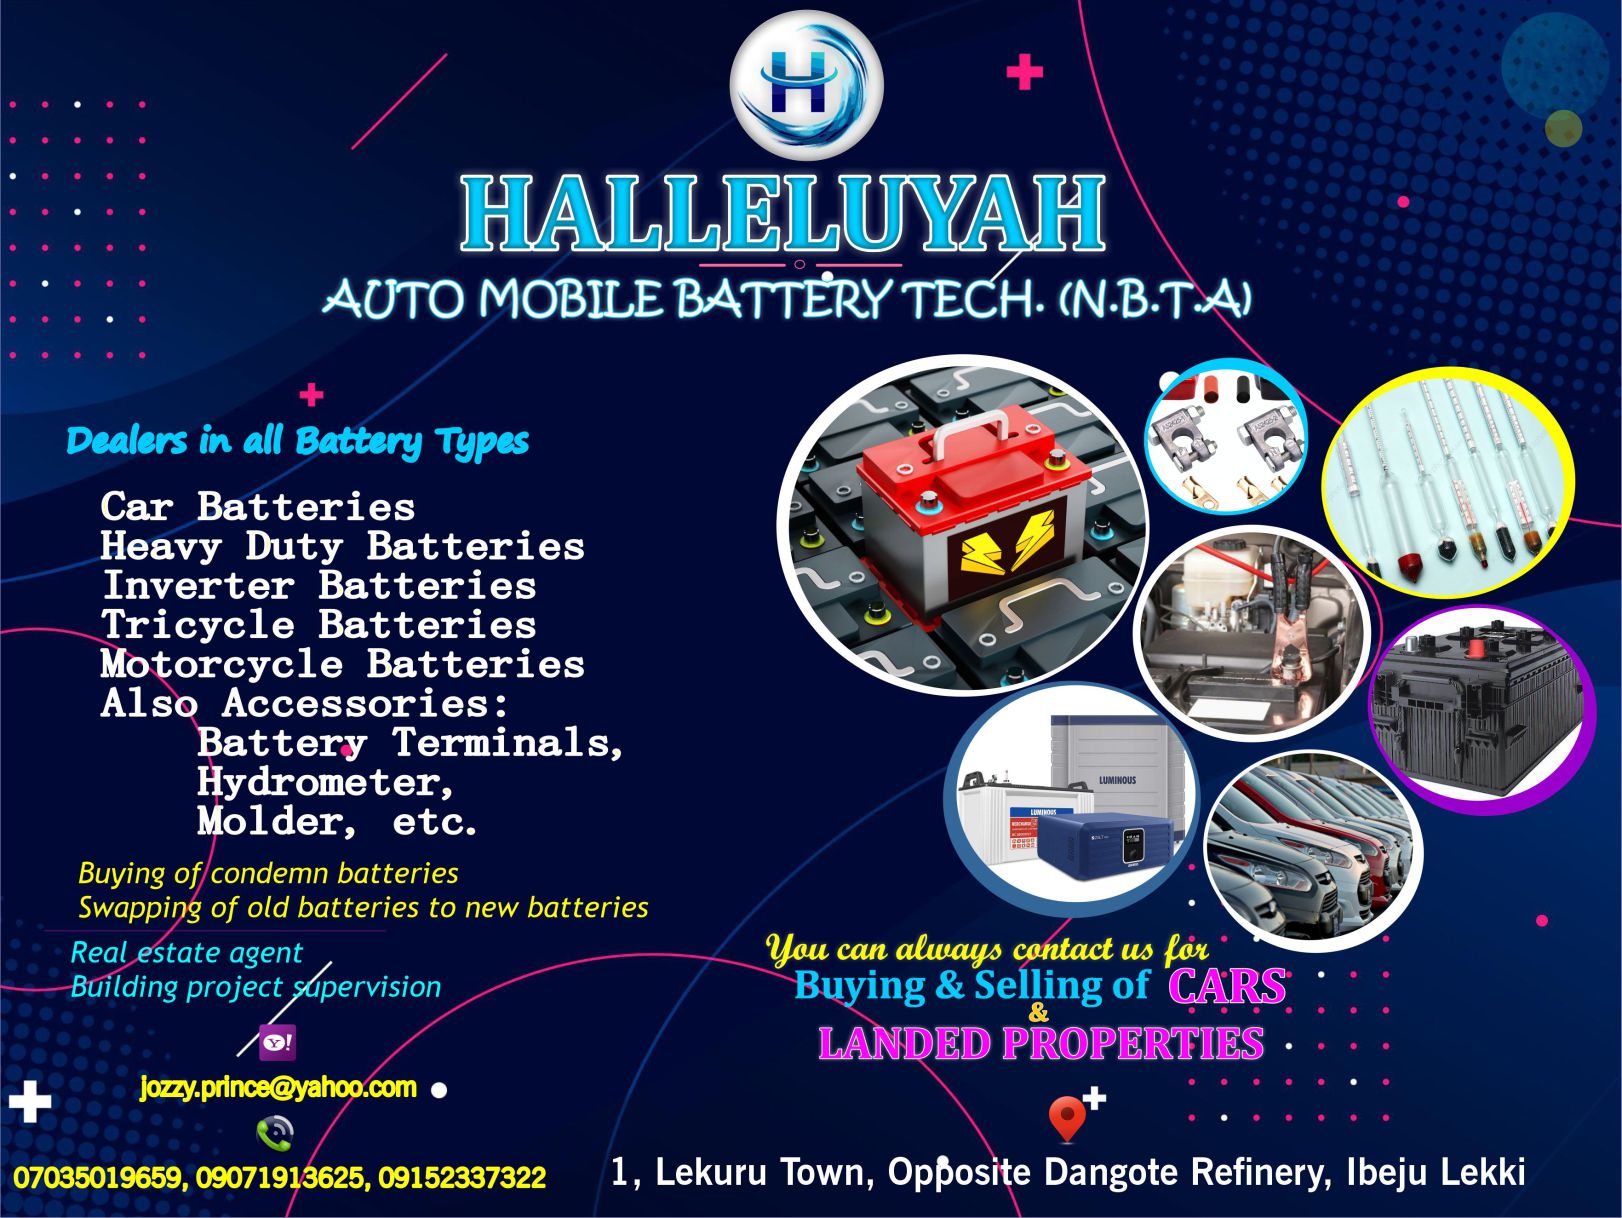 H
HALLELUYAH
AUTO MOBILE BATTERY TECH. (N.B.T.A)
Dealers in all Battery Types
Car Batteries
Heavy Duty Batteries
Inverter Batteries
Tricycle Batteries
Motorcycle Batteries
Also Accessories:
Battery Terminals,
Hydrometer,
Molder, etc.
Buying of condemn batteries
Swapping of old batteries to new batteries
Real estate agent
Building project supervision
Y!
jozzy.prince@yahoo.com
07035019659, 09071913625, 09152337322
LUMINOUS
LUMINOUS
You can always contact us for
Buying & Selling of CARS
&
LANDED PROPERTIES
1, Lekuru Town, Opposite Dangote Refinery, Ibeju Lekki